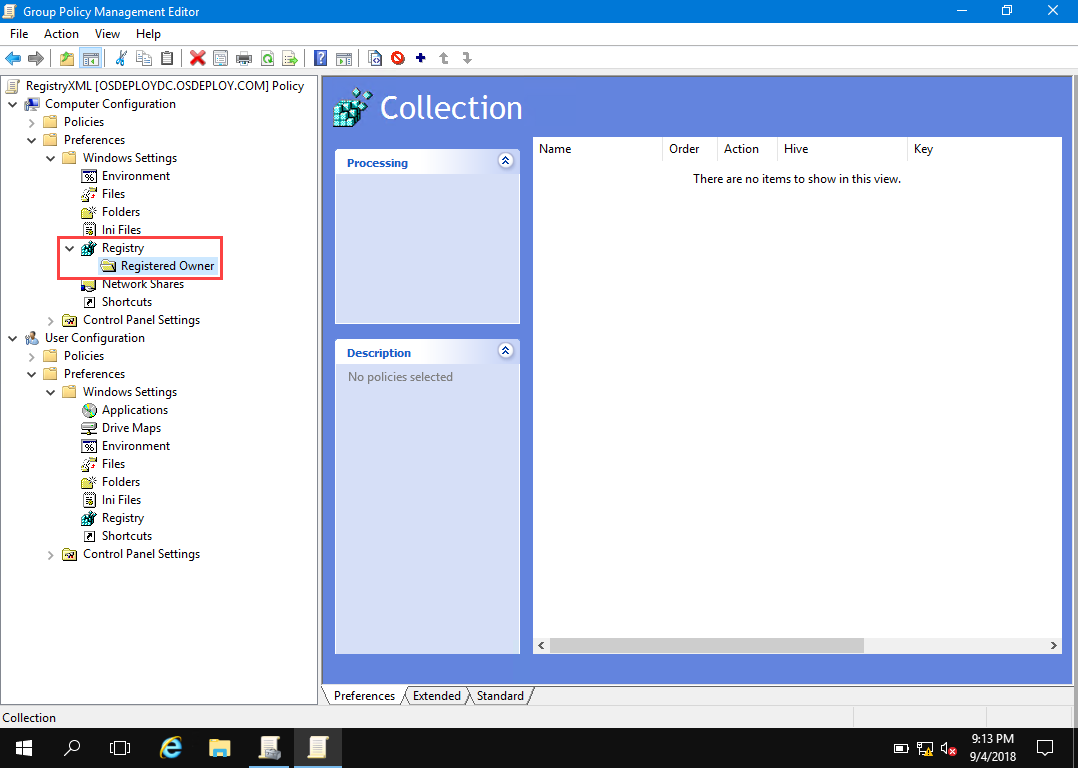 Group Policy Management Editor
File Action View Help
RegistryXML [OSDEPLOYDC.OSDEPLOY.COM] Policy
Computer Configuration
Policies
Preferences
Windows Settings
Environment
Files
Folders
Ini Files
Registry
Registered Owner
Network Shares
Shortcuts
Control Panel Settings
User Configuration
Policies
Preferences
Windows Settings
Applications
Drive Maps
Environment
Files
Folders
Ini Files
Registry
Shortcuts
Control Panel Settings
Collection
Processing
Description
No policies selected
Name Order Action Hive Key
There are no items to show in this view.
Preferences Extended Standard
Collection
9:13 PM
9/4/2018